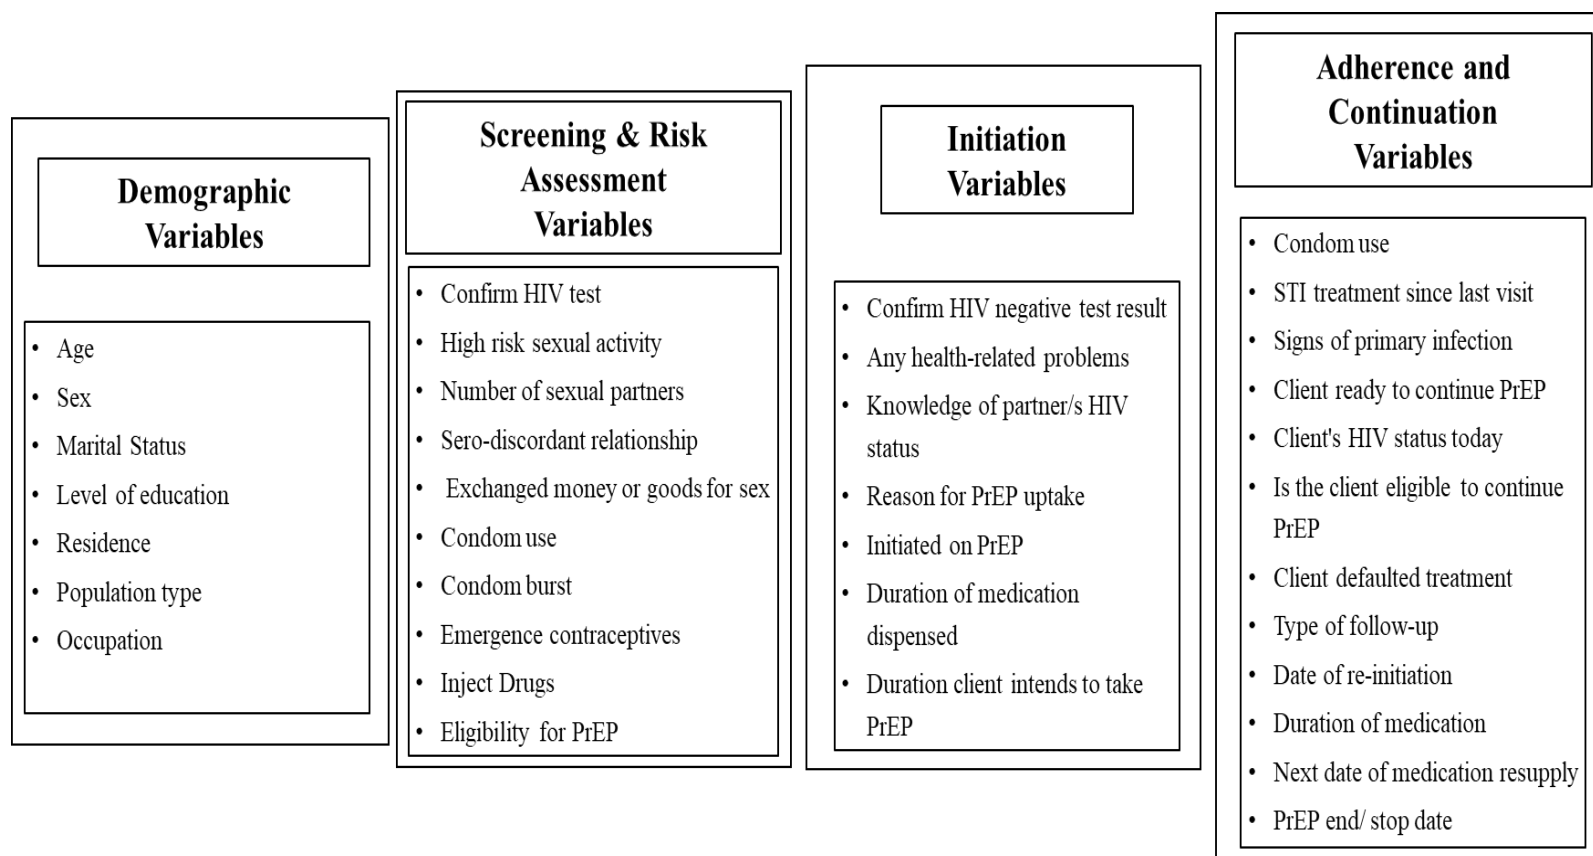 Demographic
Variables
• Age
• Sex
• Marital Status
• Level of education
• Residence
• Population type
• Occupation
Screening & Risk
Assessment
Variables
• Confirm HIV test
• High risk sexual activity
• Number of sexual partners
• Sero-discordant relationship
• Exchanged money or goods for sex
• Condom use
• Condom burst
• Emergence contraceptives
• Inject Drugs
• Eligibility for PrEP
Initiation
Variables
• Confirm HIV negative test result
• Any health-related problems
• Knowledge of partner/s HIV
status
• Reason for PrEP uptake
• Initiated on PrEP
• Duration of medication
dispensed
• Duration client intends to take
PrEP
Adherence and
Continuation
Variables
• Condom use
• STI treatment since last visit
• Signs of primary infection
• Client ready to continue PrEP
• Client's HIV status today
• Is the client eligible to continue
PrEP
• Client defaulted treatment
• Type of follow-up
• Date of re-initiation
• Duration of medication
• Next date of medication resupply
• PrEP end/ stop date